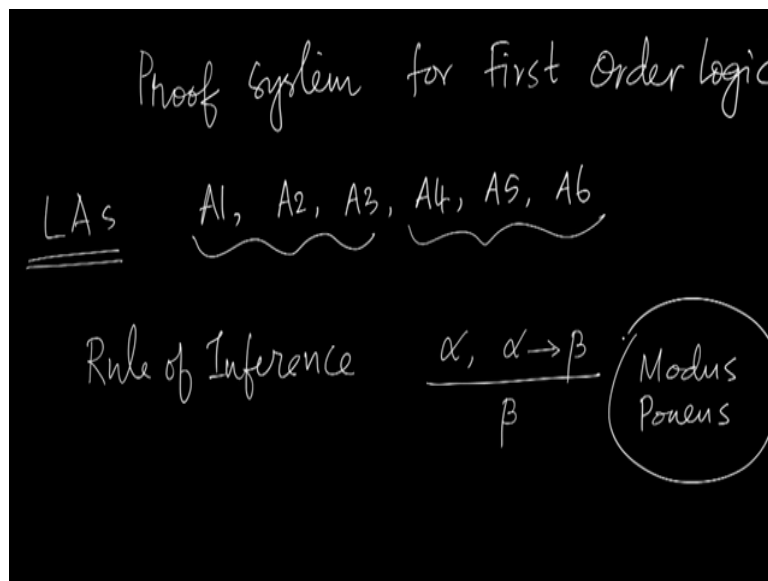 Proof System for First Order Logic
LAs A1, A2, A3, A4, A5, A6
Rule of Inference α, α→β
β
Modus
Ponens